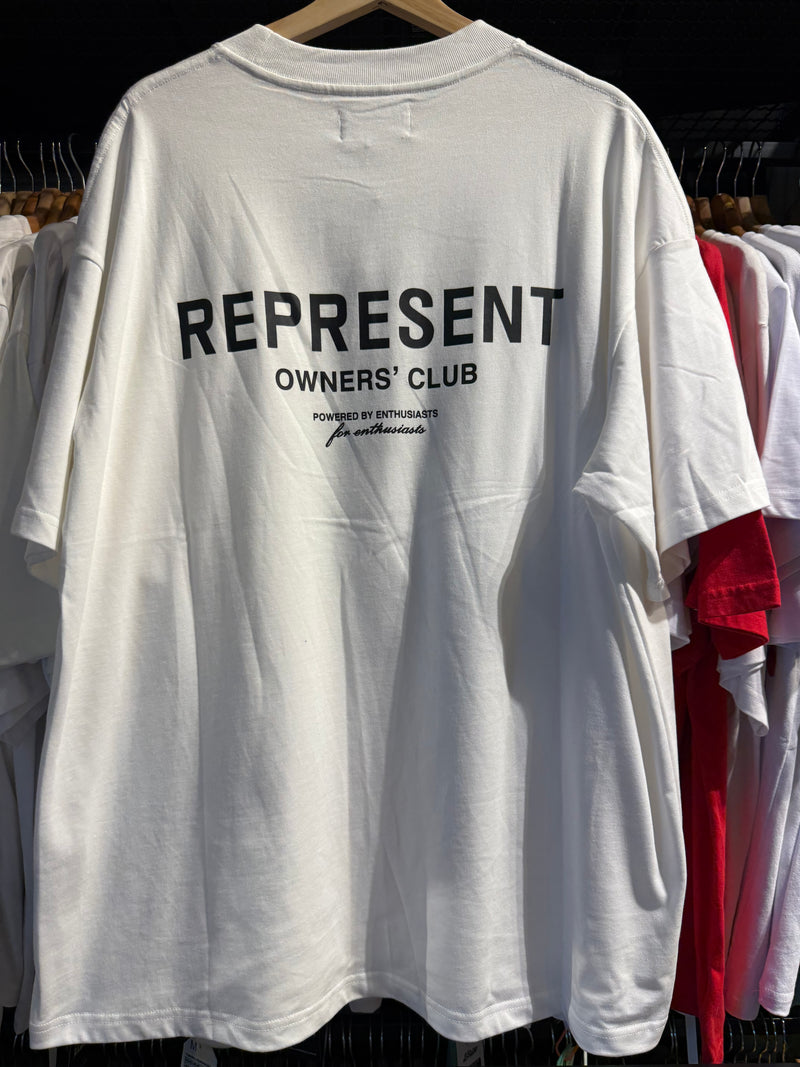 REPRESENT
OWNERS’ CLUB
POWERED BY ENTHUSIASTS
for enthusiasts